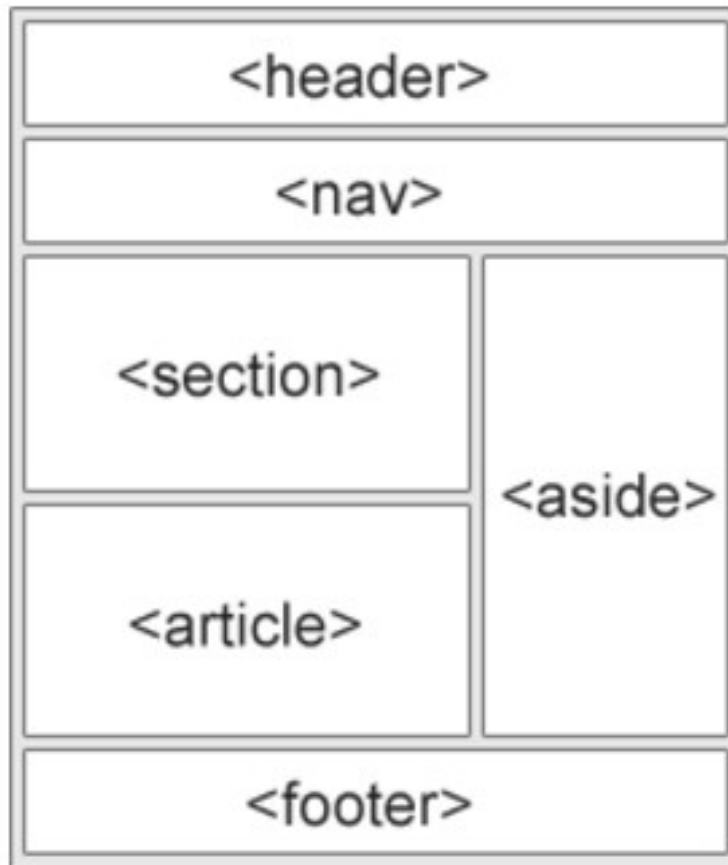 <header>
<nav>
<section>
<aside>
<article>
<footer>